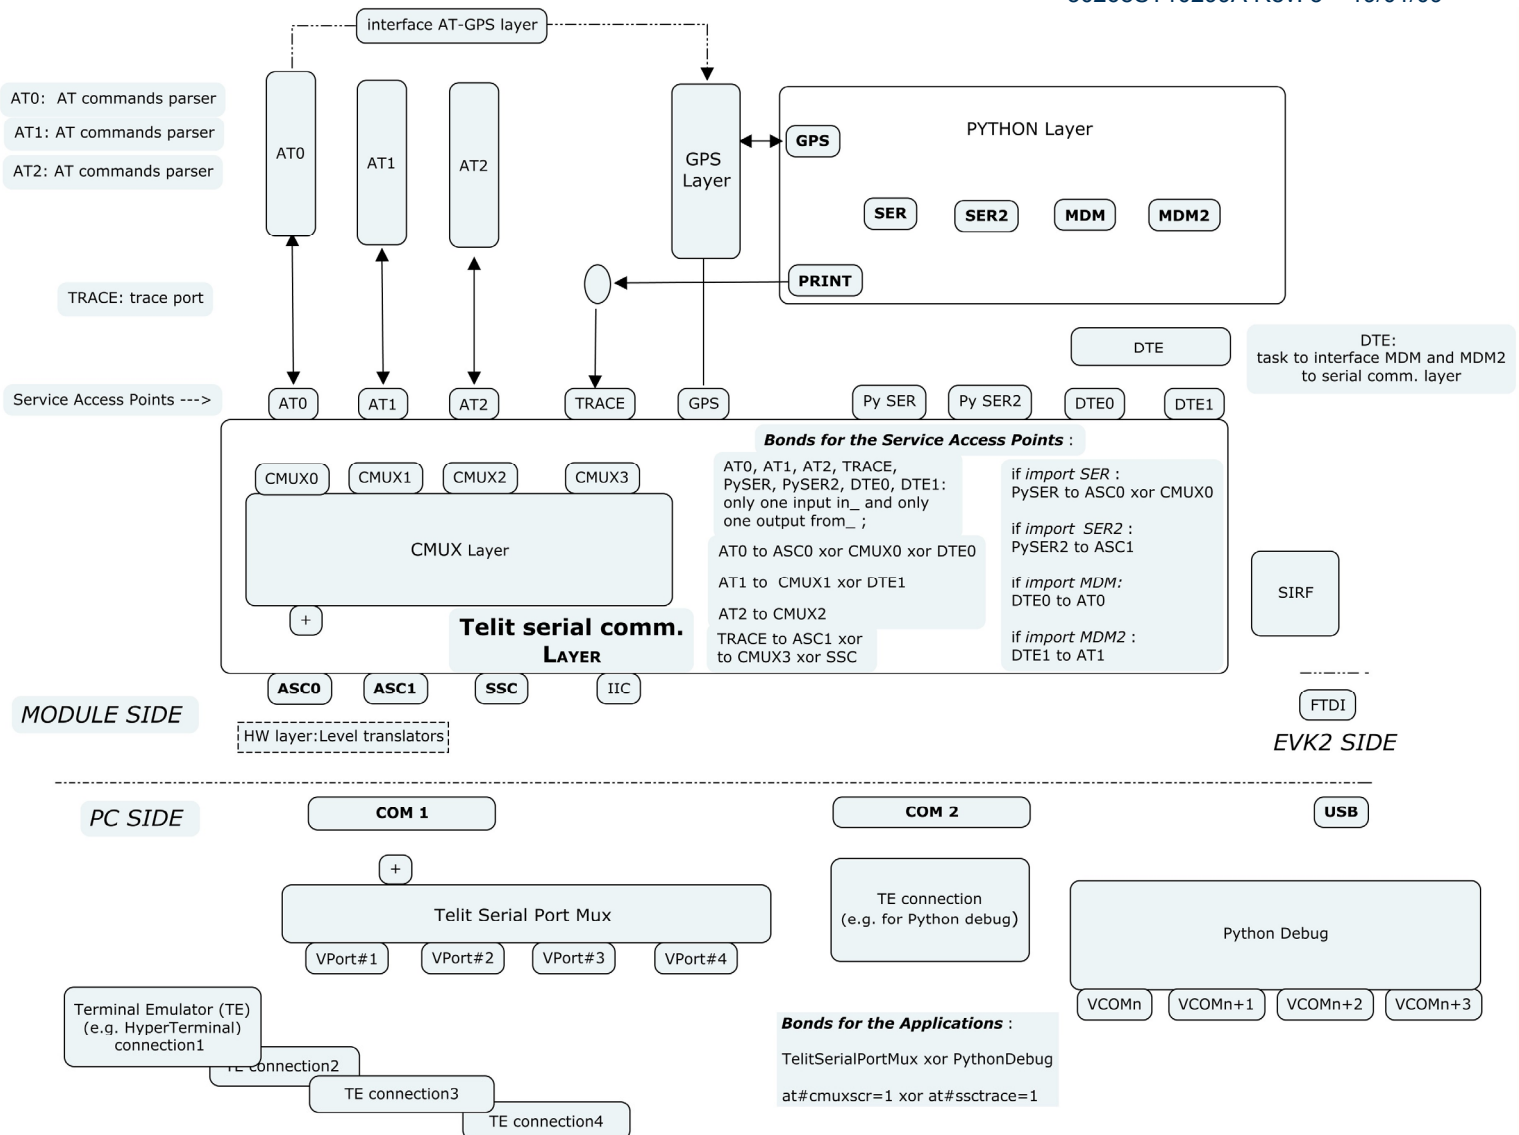 interface AT-GPS layer
AT0: AT commands parser
AT1: AT commands parser
AT2: AT commands parser
AT0
AT1
AT2
GPS
Layer
GPS
PYTHON Layer
SER
SER2
MDM
MDM2
PRINT
TRACE: trace port
DTE
DTE:
task to interface MDM and MDM2
to serial comm. layer
Service Access Points --->
AT0
AT1
AT2
TRACE
GPS
Py SER
Py SER2
DTE0
DTE1
CMUX0
CMUX1
CMUX2
CMUX3
CMUX Layer
+
Telit serial comm.
LAYER
Bonds for the Service Access Points :
AT0, AT1, AT2, TRACE,
PySER, PySER2, DTE0, DTE1:
only one input in_ and only
one output from_ ;
AT0 to ASC0 xor CMUX0 xor DTE0
AT1 to CMUX1 xor DTE1
AT2 to CMUX2
TRACE to ASC1 xor
to CMUX3 xor SSC
if import SER :
PySER to ASC0 xor CMUX0
if import SER2 :
PySER2 to ASC1
if import MDM:
DTE0 to AT0
if import MDM2 :
DTE1 to AT1
SIRF
ASC0
ASC1
SSC
IIC
FTDI
MODULE SIDE
HW layer:Level translators
EVK2 SIDE
PC SIDE
COM 1
COM 2
USB
+
Telit Serial Port Mux
VPort#1
VPort#2
VPort#3
VPort#4
TE connection
(e.g. for Python debug)
Python Debug
VCOMn
VCOMn+1
VCOMn+2
VCOMn+3
Terminal Emulator (TE)
(e.g. HyperTerminal)
connection1
TE connection2
TE connection3
TE connection4
Bonds for the Applications :
TelitSerialPortMux xor PythonDebug
at#cmuxscr=1 xor at#ssctrace=1